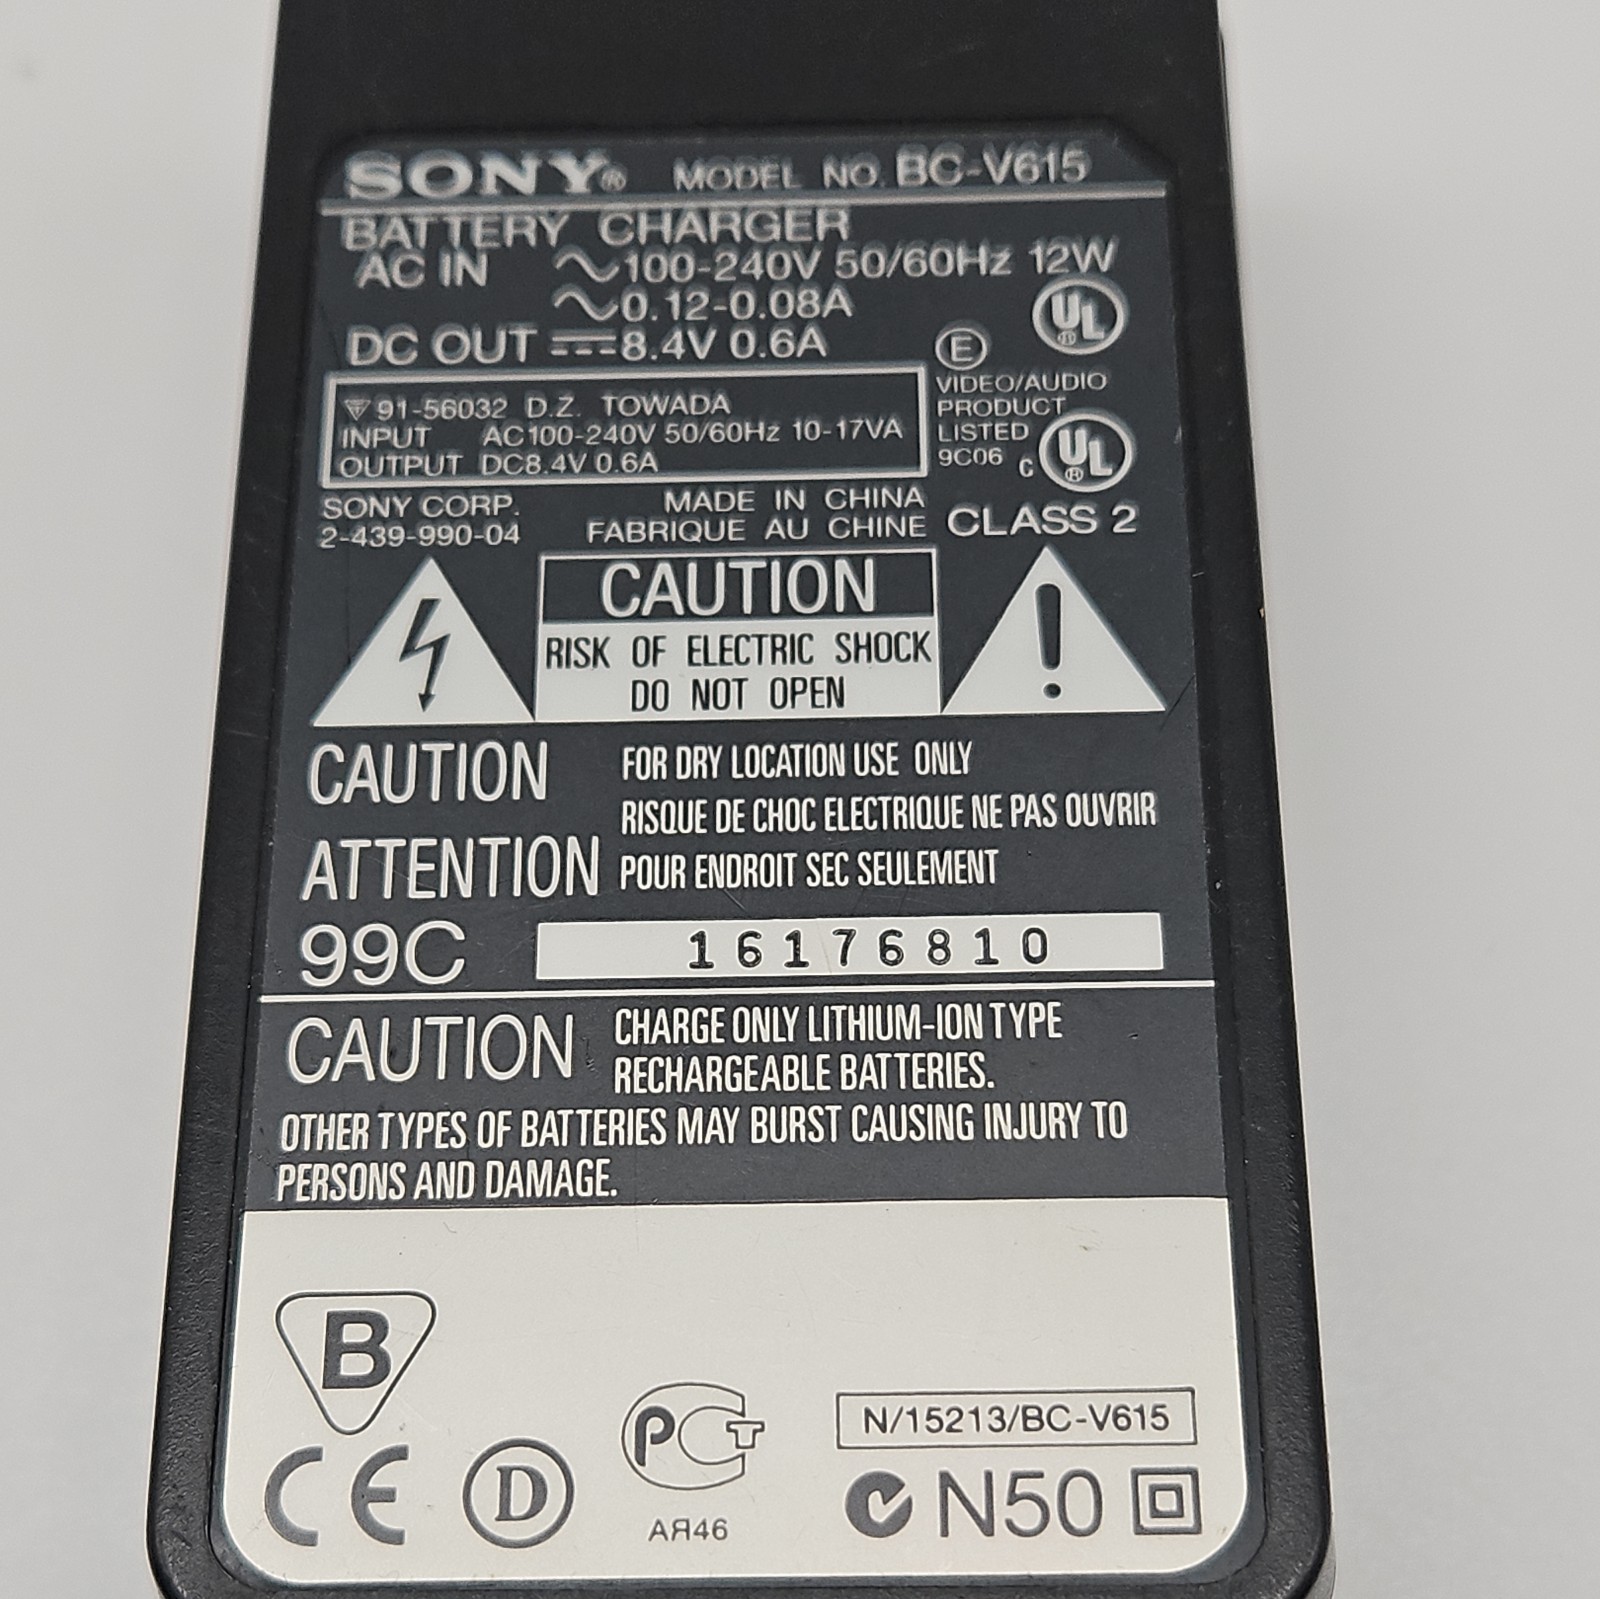 SONY® MODEL NO. BC-V615
BATTERY CHARGER
AC IN ∼100-240V 50/60Hz 12W
∼0.12-0.08A
DC OUT ⎓8.4V 0.6A
UL
E
VIDEO/AUDIO
PRODUCT
LISTED
9C06
C UL
91-56032 D.Z. TOWADA
INPUT AC100-240V 50/60Hz 10-17VA
OUTPUT DC8.4V 0.6A
SONY CORP. MADE IN CHINA
2-439-990-04 FABRIQUE AU CHINE CLASS 2
CAUTION
RISK OF ELECTRIC SHOCK
DO NOT OPEN
CAUTION FOR DRY LOCATION USE ONLY
RISQUE DE CHOC ELECTRIQUE NE PAS OUVRIR
ATTENTION POUR ENDROIT SEC SEULEMENT
99C 16176810
CAUTION CHARGE ONLY LITHIUM-ION TYPE
RECHARGEABLE BATTERIES.
OTHER TYPES OF BATTERIES MAY BURST CAUSING INJURY TO
PERSONS AND DAMAGE.
B
CE D PCT
АЯ46
N/15213/BC-V615
N50